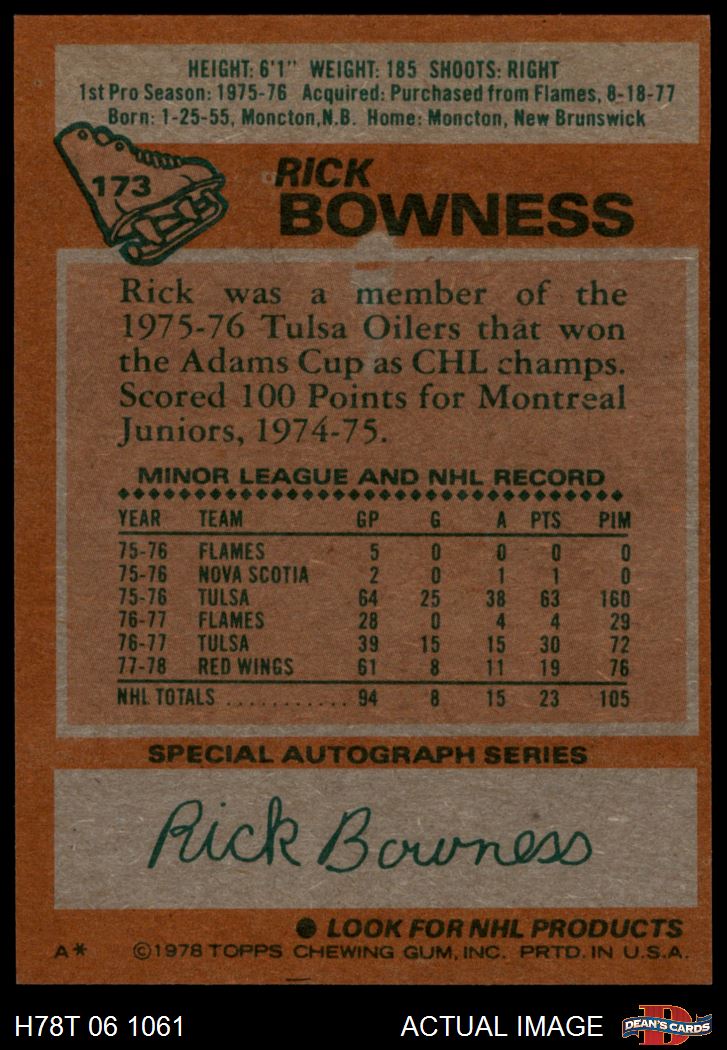 HEIGHT: 6'1" WEIGHT: 185 SHOOTS: RIGHT
1st Pro Season: 1975-76 Acquired: Purchased from Flames, 8-18-77
Born: 1-25-55, Moncton,N.B. Home: Moncton, New Brunswick
173
RICK
BOWNESS
Rick was a member of the
1975-76 Tulsa Oilers that won
the Adams Cup as CHL champs.
Scored 100 Points for Montreal
Juniors, 1974-75.
MINOR LEAGUE AND NHL RECORD
YEAR TEAM GP G A PTS PIM
75-76 FLAMES 5 0 0 0 0
75-76 NOVA SCOTIA 2 0 1 1 0
75-76 TULSA 64 25 38 63 160
76-77 FLAMES 28 0 4 4 29
76-77 TULSA 39 15 15 30 72
77-78 RED WINGS 61 8 11 19 76
NHL TOTALS ........... 94 8 15 23 105
SPECIAL AUTOGRAPH SERIES
Rick Bowness
● LOOK FOR NHL PRODUCTS
A* ©1978 TOPPS CHEWING GUM, INC. PRTD. IN U.S.A.
H78T 06 1061 ACTUAL IMAGE D DEAN'S CARDS